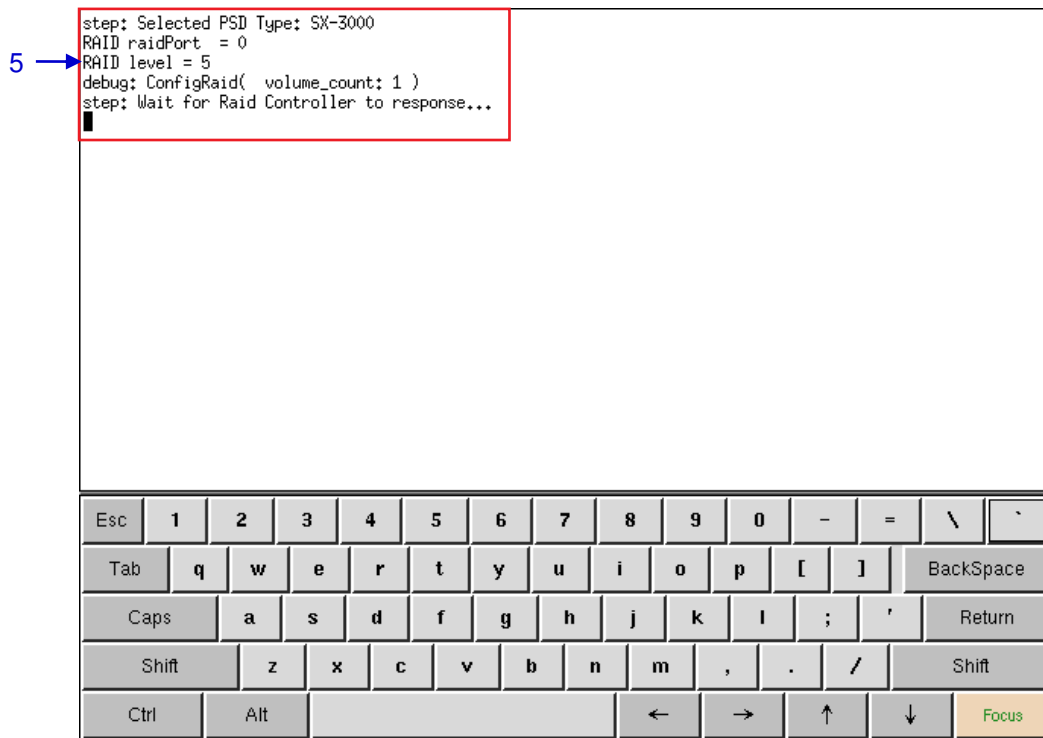 step: Selected PSD Type: SX-3000
RAID raidPort = 0
5
RAID level = 5
debug: ConfigRaid( volume_count: 1 )
step: Wait for Raid Controller to response...
Esc 1 2 3 4 5 6 7 8 9 0 - = \ `
Tab q w e r t y u i o p [ ] BackSpace
Caps a s d f g h j k l ; ' Return
Shift z x c v b n m , . / Shift
Ctrl Alt ← → ↑ ↓ Focus